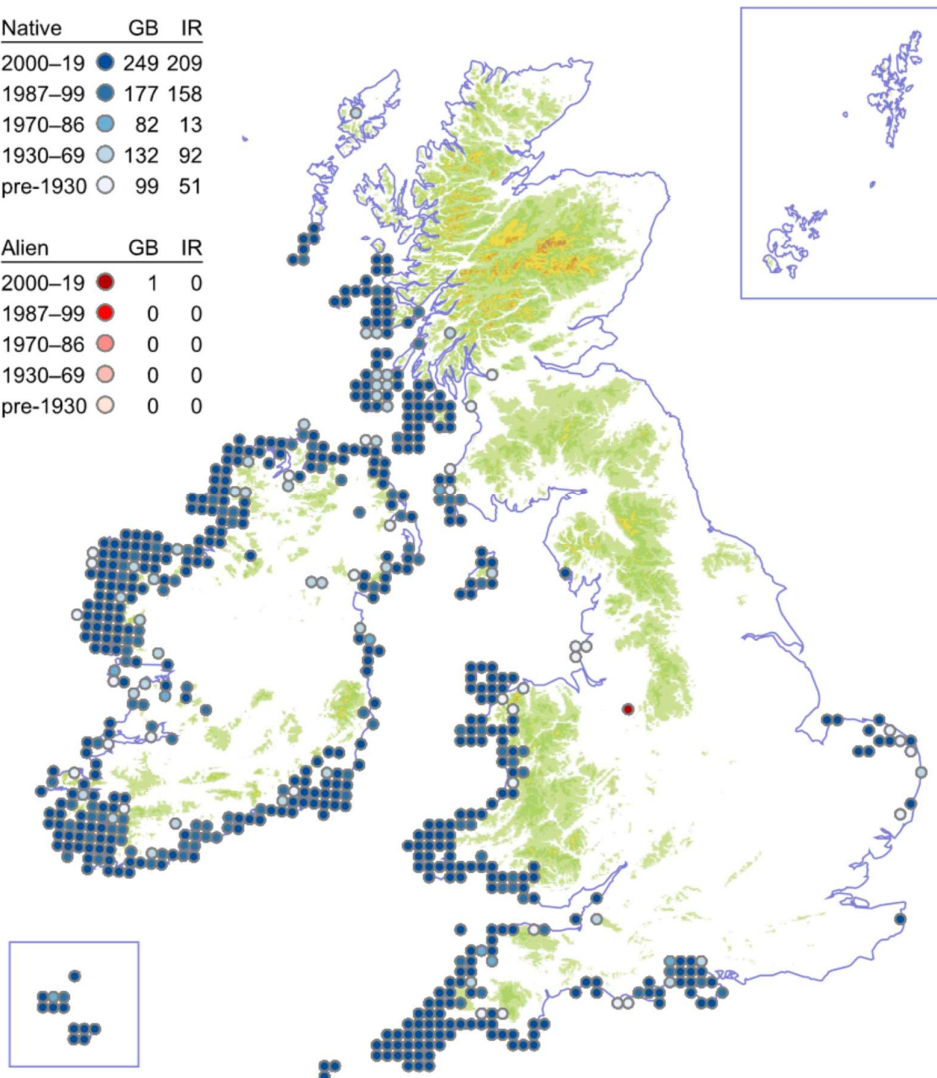 Native GB IR
2000–19 249 209
1987–99 177 158
1970–86 82 13
1930–69 132 92
pre-1930 99 51
Alien GB IR
2000–19 1 0
1987–99 0 0
1970–86 0 0
1930–69 0 0
pre-1930 0 0